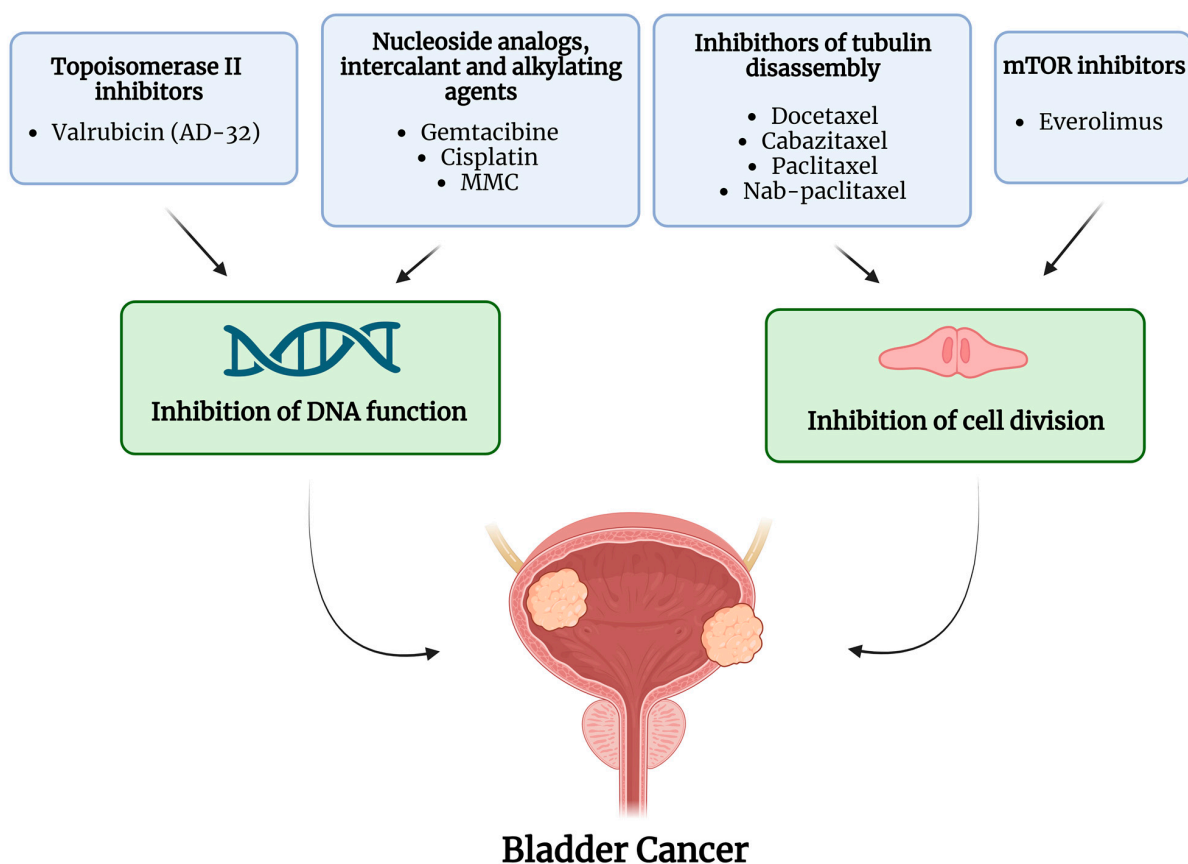 Topoisomerase II
inhibitors
• Valrubicin (AD-32)
Nucleoside analogs,
intercalant and alkylating
agents
• Gemtacibine
• Cisplatin
• MMC
Inhibithors of tubulin
disassembly
• Docetaxel
• Cabazitaxel
• Paclitaxel
• Nab-paclitaxel
mTOR inhibitors
• Everolimus
Inhibition of DNA function
Inhibition of cell division
Bladder Cancer